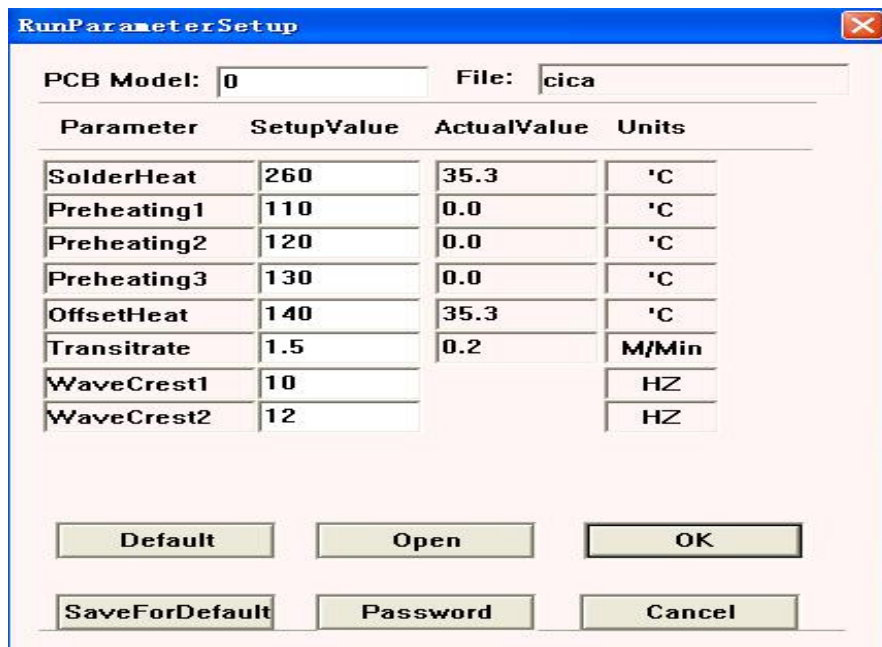 RunParameterSetup
PCB Model: 0 File: cica
Parameter SetupValue ActualValue Units
SolderHeat 260 35.3 'C
Preheating1 110 0.0 'C
Preheating2 120 0.0 'C
Preheating3 130 0.0 'C
OffsetHeat 140 35.3 'C
Transitrate 1.5 0.2 M/Min
WaveCrest1 10 HZ
WaveCrest2 12 HZ
Default Open OK
SaveForDefault Password Cancel